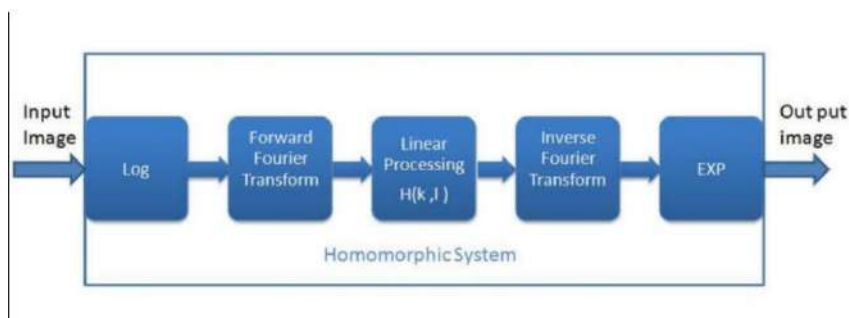 Input
Image
Log
Forward
Fourier
Transform
Linear
Processing
H(k ,l )
Inverse
Fourier
Transform
EXP
Out put
image
Homomorphic System